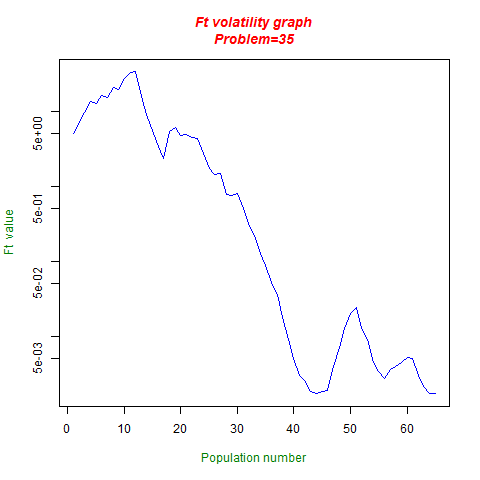 Ft volatility graph
Problem=35
5e+00
5e-01
5e-02
5e-03
Ft value
0 10 20 30 40 50 60
Population number